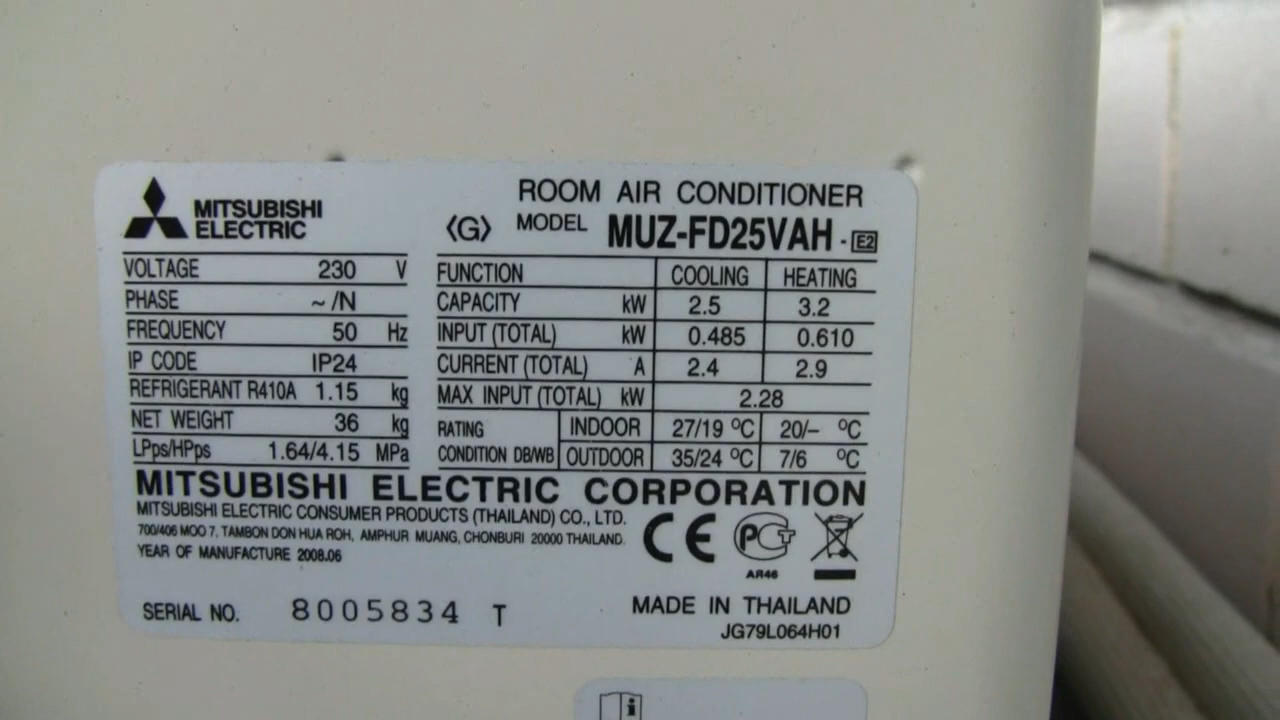 MITSUBISHI
ELECTRIC
ROOM AIR CONDITIONER
⟨G⟩ MODEL MUZ-FD25VAH - E2
VOLTAGE 230 V
PHASE ~/N
FREQUENCY 50 Hz
IP CODE IP24
REFRIGERANT R410A 1.15 kg
NET WEIGHT 36 kg
LPps/HPps 1.64/4.15 MPa
FUNCTION COOLING HEATING
CAPACITY kW 2.5 3.2
INPUT (TOTAL) kW 0.485 0.610
CURRENT (TOTAL) A 2.4 2.9
MAX INPUT (TOTAL) kW 2.28
RATING INDOOR 27/19 °C 20/– °C
CONDITION DB/WB OUTDOOR 35/24 °C 7/6 °C
MITSUBISHI ELECTRIC CORPORATION
MITSUBISHI ELECTRIC CONSUMER PRODUCTS (THAILAND) CO., LTD.
700/406 MOO 7, TAMBON DON HUA ROH, AMPHUR MUANG, CHONBURI 20000 THAILAND.
YEAR OF MANUFACTURE 2008.06
CE PCT
AR46
SERIAL NO. 8005834 T
MADE IN THAILAND
JG79L064H01
i